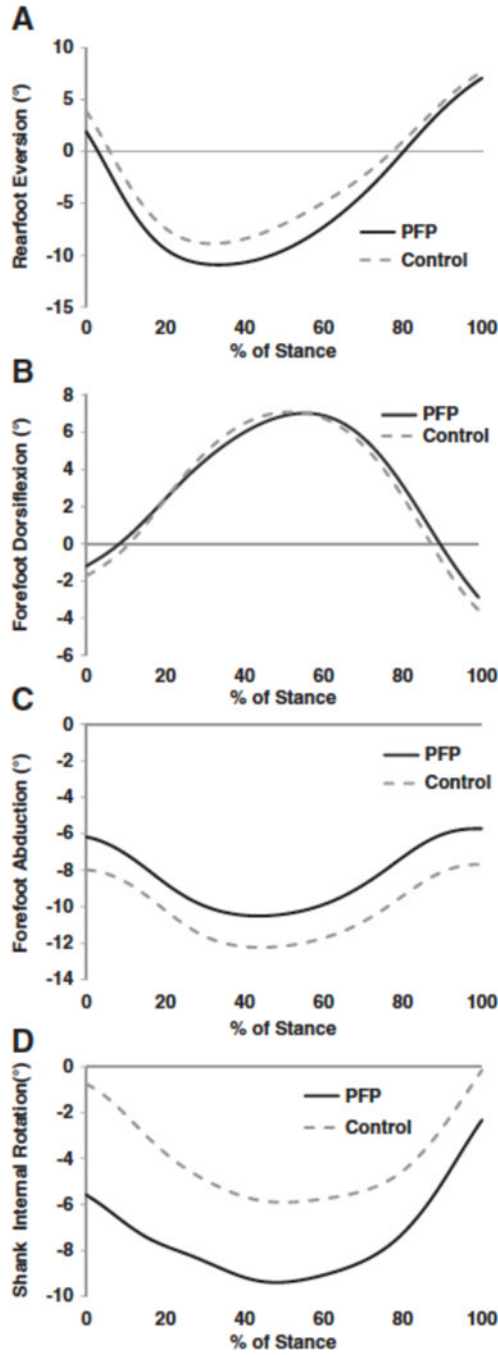 A
Rearfoot Eversion (°)
10
5
0
-5
-10
-15
PFP
Control
0 20 40 60 80 100
% of Stance
B
Forefoot Dorsiflexion (°)
8
6
4
2
0
-2
-4
-6
PFP
Control
0 20 40 60 80 100
% of Stance
C
Forefoot Abduction (°)
0
-2
-4
-6
-8
-10
-12
-14
PFP
Control
0 20 40 60 80 100
% of Stance
D
Shank Internal Rotation(°)
0
-2
-4
-6
-8
-10
PFP
Control
0 20 40 60 80 100
% of Stance